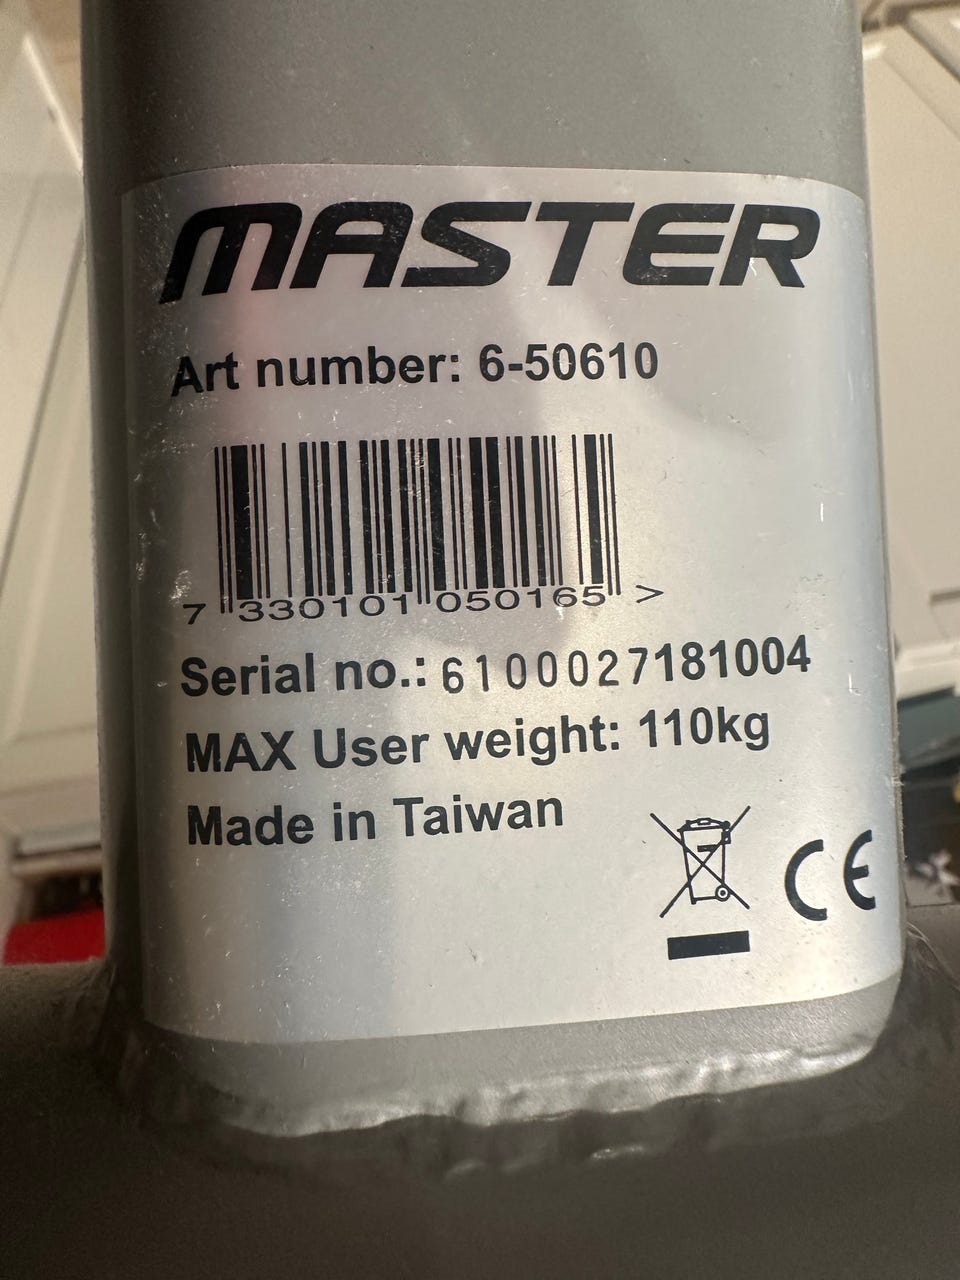 MASTER
Art number: 6-50610
7 330101 050165 >
Serial no.: 6100027181004
MAX User weight: 110kg
Made in Taiwan
CE